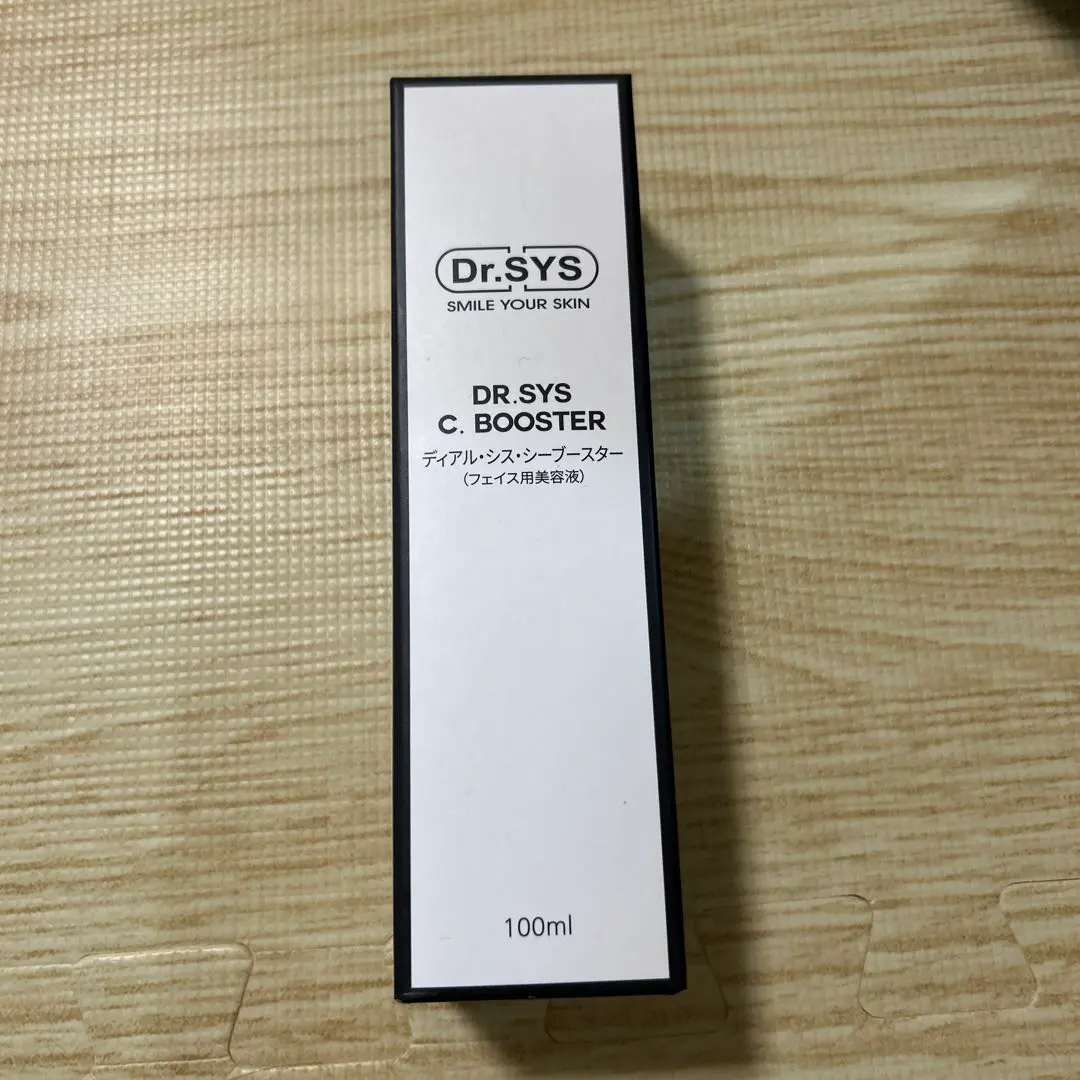 Dr.SYS
SMILE YOUR SKIN
DR.SYS
C. BOOSTER
ディアル・シス・シーブースター
（フェイス用美容液）
100ml